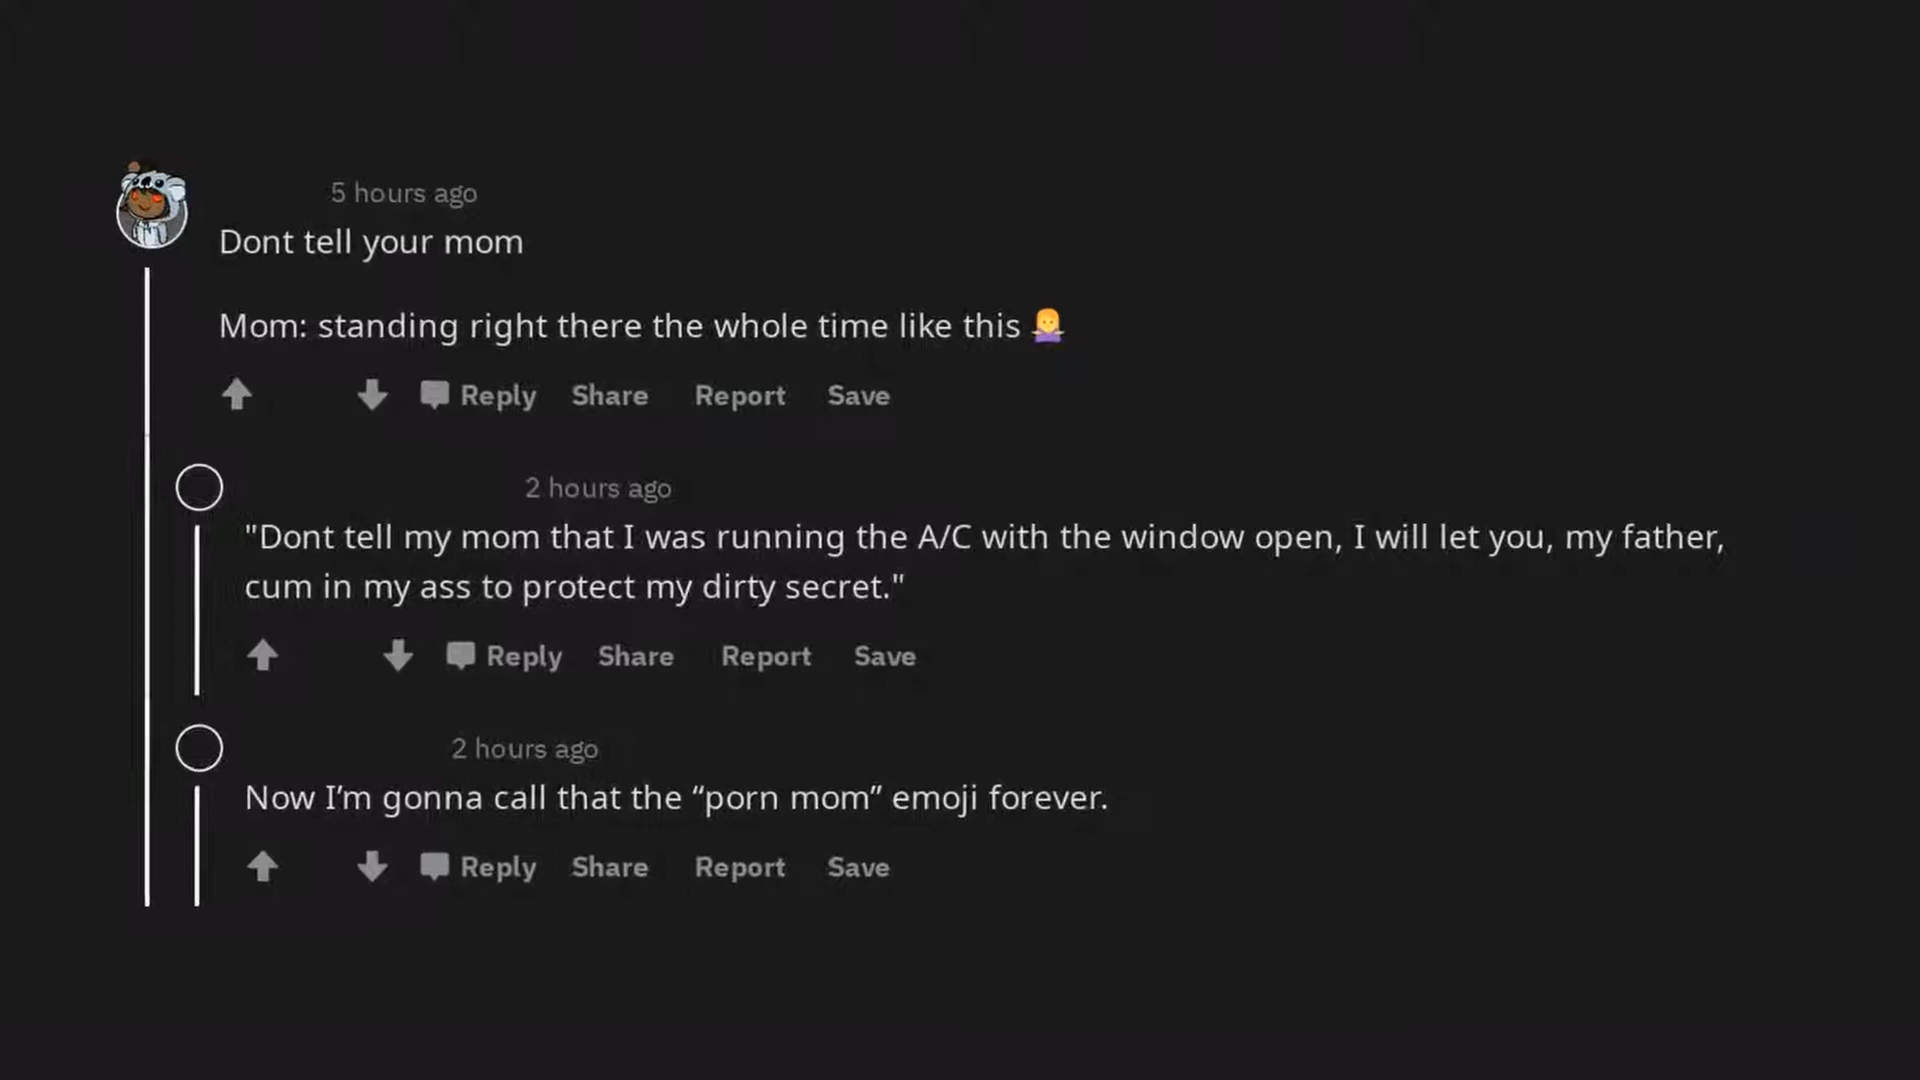 5 hours ago
Dont tell your mom
Mom: standing right there the whole time like this 🙎‍♀️
Reply Share Report Save
2 hours ago
"Dont tell my mom that I was running the A/C with the window open, I will let you, my father,
cum in my ass to protect my dirty secret."
Reply Share Report Save
2 hours ago
Now I’m gonna call that the “porn mom” emoji forever.
Reply Share Report Save